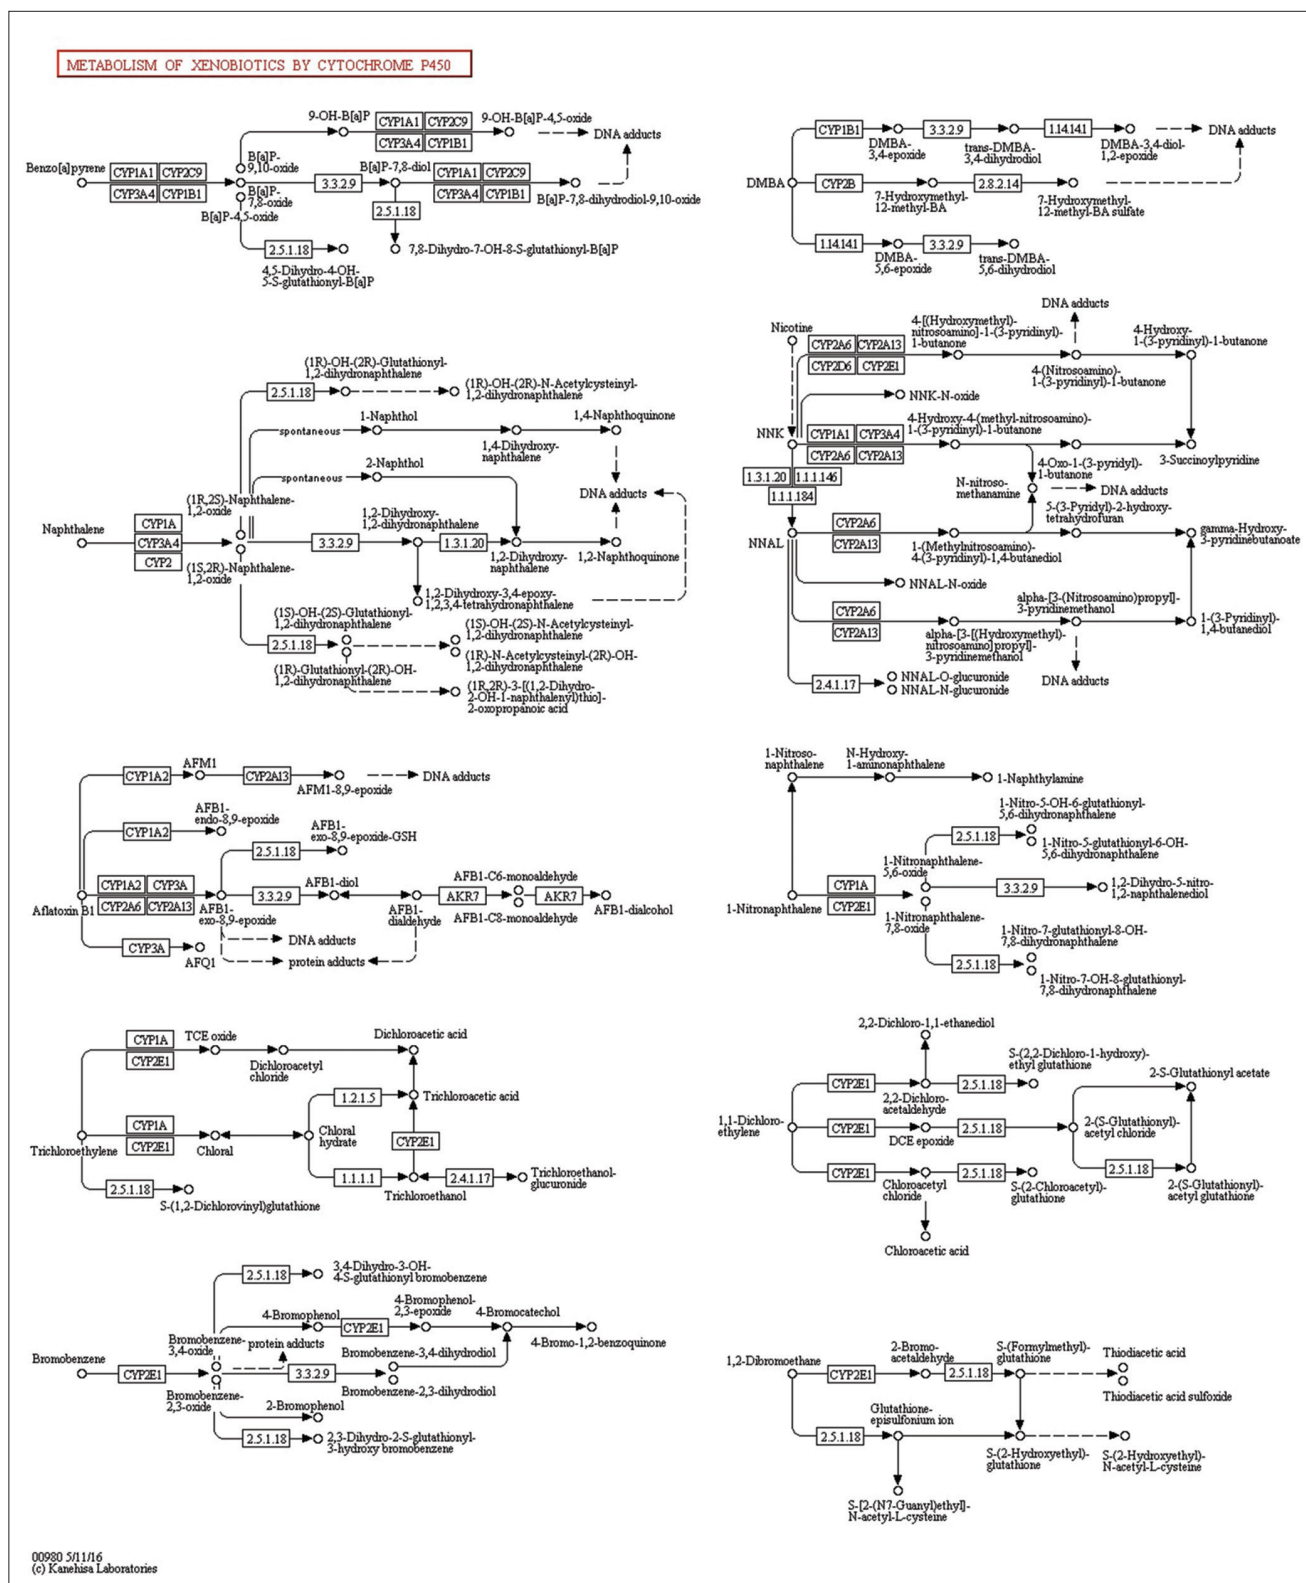 METABOLISM OF XENOBIOTICS BY CYTOCHROME P450
9-OH-B[a]P
CYP1A1 CYP2C9
CYP3A4 CYP1B1
9-OH-B[a]P-4,5-oxide
DNA adducts
Benzo[a]pyrene
CYP1A1 CYP2C9
CYP3A4 CYP1B1
B[a]P-
9,10-oxide
B[a]P-
7,8-oxide
B[a]P-4,5-oxide
3.3.2.9
B[a]P-7,8-diol
CYP1A1 CYP2C9
CYP3A4 CYP1B1
B[a]P-7,8-dihydrodiol-9,10-oxide
2.5.1.18
7,8-Dihydro-7-OH-8-S-glutathionyl-B[a]P
2.5.1.18
4,5-Dihydro-4-OH-
5-S-glutathionyl-B[a]P
DMBA
CYP1B1
DMBA-
3,4-epoxide
3.3.2.9
trans-DMBA-
3,4-dihydrodiol
1.14.14.1
DMBA-3,4-diol-
1,2-epoxide
DNA adducts
CYP2B
7-Hydroxymethyl-
12-methyl-BA
2.8.2.14
7-Hydroxymethyl-
12-methyl-BA sulfate
1.14.14.1
DMBA-
5,6-epoxide
3.3.2.9
trans-DMBA-
5,6-dihydrodiol
Naphthalene
CYP1A
CYP3A4
CYP2
(1R,2S)-Naphthalene-
1,2-oxide
(1S,2R)-Naphthalene-
1,2-oxide
2.5.1.18
(1R)-OH-(2R)-Glutathionyl-
1,2-dihydronaphthalene
(1R)-OH-(2R)-N-Acetylcysteinyl-
1,2-dihydronaphthalene
spontaneous
1-Naphthol
1,4-Dihydroxy-
naphthalene
1,4-Naphthoquinone
spontaneous
2-Naphthol
DNA adducts
3.3.2.9
1,2-Dihydroxy-
1,2-dihydronaphthalene
1.3.1.20
1,2-Dihydroxy-
naphthalene
1,2-Naphthoquinone
1,2-Dihydroxy-3,4-epoxy-
1,2,3,4-tetrahydronaphthalene
(1S)-OH-(2S)-Glutathionyl-
1,2-dihydronaphthalene
2.5.1.18
(1S)-OH-(2S)-N-Acetylcysteinyl-
1,2-dihydronaphthalene
(1R)-N-Acetylcysteinyl-(2R)-OH-
1,2-dihydronaphthalene
(1R)-Glutathionyl-(2R)-OH-
1,2-dihydronaphthalene
(1R,2R)-3-[(1,2-Dihydro-
2-OH-1-naphthalenyl)thio]-
2-oxopropanoic acid
Nicotine
CYP2A6 CYP2A13
CYP2D6 CYP2E1
4-[(Hydroxymethyl)-
nitrosoamino]-1-(3-pyridinyl)-
1-butanone
DNA adducts
4-(Nitrosoamino)-
1-(3-pyridinyl)-1-butanone
4-Hydroxy-
1-(3-pyridinyl)-1-butanone
NNK-N-oxide
NNK
CYP1A1 CYP3A4
CYP2A6 CYP2A13
4-Hydroxy-4-(methyl-nitrosoamino)-
1-(3-pyridinyl)-1-butanone
4-Oxo-1-(3-pyridyl)-
1-butanone
3-Succinoylpyridine
1.3.1.20 1.1.1.146
1.1.1.184
N-nitroso-
methanamine
DNA adducts
NNAL
CYP2A6
CYP2A13
1-(Methylnitrosoamino)-
4-(3-pyridinyl)-1,4-butanediol
5-(3-Pyridyl)-2-hydroxy-
tetrahydrofuran
gamma-Hydroxy-
3-pyridinebutanoate
NNAL-N-oxide
CYP2A6
CYP2A13
alpha-[3-[(Hydroxymethyl)-
nitrosoamino]propyl]-
3-pyridinemethanol
alpha-[3-(Nitrosoamino)propyl]-
3-pyridinemethanol
1-(3-Pyridinyl)-
1,4-butanediol
DNA adducts
2.4.1.17
NNAL-O-glucuronide
NNAL-N-glucuronide
Aflatoxin B1
CYP1A2
AFM1
CYP2A13
AFM1-8,9-epoxide
DNA adducts
CYP1A2
AFB1-
endo-8,9-epoxide
CYP1A2 CYP3A
CYP2A6 CYP2A13
AFB1-
exo-8,9-epoxide
2.5.1.18
AFB1-
exo-8,9-epoxide-GSH
3.3.2.9
AFB1-diol
AFB1-
dialdehyde
AKR7
AFB1-C6-monoaldehyde
AFB1-C8-monoaldehyde
AKR7
AFB1-dialcohol
CYP3A
AFQ1
DNA adducts
protein adducts
1-Nitroso-
naphthalene
N-Hydroxy-
1-aminonaphthalene
1-Naphthylamine
1-Nitronaphthalene
CYP1A
CYP2E1
1-Nitronaphthalene-
5,6-oxide
1-Nitronaphthalene-
7,8-oxide
2.5.1.18
1-Nitro-5-OH-6-glutathionyl-
5,6-dihydronaphthalene
1-Nitro-5-glutathionyl-6-OH-
5,6-dihydronaphthalene
3.3.2.9
1,2-Dihydro-5-nitro-
1,2-naphthalenediol
2.5.1.18
1-Nitro-7-glutathionyl-8-OH-
7,8-dihydronaphthalene
1-Nitro-7-OH-8-glutathionyl-
7,8-dihydronaphthalene
Trichloroethylene
CYP1A
CYP2E1
TCE oxide
Dichloroacetyl
chloride
Dichloroacetic acid
CYP1A
CYP2E1
Chloral
Chloral
hydrate
1.2.1.5
Trichloroacetic acid
CYP2E1
1.1.1.1
Trichloroethanol
2.4.1.17
Trichloroethanol-
glucuronide
2.5.1.18
S-(1,2-Dichlorovinyl)glutathione
1,1-Dichloro-
ethylene
CYP2E1
2,2-Dichloro-1,1-ethanediol
2,2-Dichloro-
acetaldehyde
2.5.1.18
S-(2,2-Dichloro-1-hydroxy)-
ethyl glutathione
CYP2E1
DCE epoxide
2.5.1.18
2-(S-Glutathionyl)-
acetyl chloride
2-S-Glutathionyl acetate
2.5.1.18
2-(S-Glutathionyl)-
acetyl glutathione
CYP2E1
Chloroacetyl
chloride
2.5.1.18
S-(2-Chloroacetyl)-
glutathione
Chloroacetic acid
Bromobenzene
CYP2E1
Bromobenzene-
3,4-oxide
Bromobenzene-
2,3-oxide
2.5.1.18
3,4-Dihydro-3-OH-
4-S-glutathionyl bromobenzene
4-Bromophenol
CYP2E1
4-Bromophenol-
2,3-epoxide
4-Bromocatechol
4-Bromo-1,2-benzoquinone
protein adducts
3.3.2.9
Bromobenzene-3,4-dihydrodiol
Bromobenzene-2,3-dihydrodiol
2-Bromophenol
2.5.1.18
2,3-Dihydro-2-S-glutathionyl-
3-hydroxy bromobenzene
1,2-Dibromoethane
CYP2E1
2-Bromo-
acetaldehyde
2.5.1.18
S-(Formylmethyl)-
glutathione
Thiodiacetic acid
Thiodiacetic acid sulfoxide
2.5.1.18
Glutathione-
episulfonium ion
S-(2-Hydroxyethyl)-
glutathione
S-(2-Hydroxyethyl)-
N-acetyl-L-cysteine
S-[2-(N7-Guanyl)ethyl]-
N-acetyl-L-cysteine
00980 5/11/16
(c) Kanehisa Laboratories